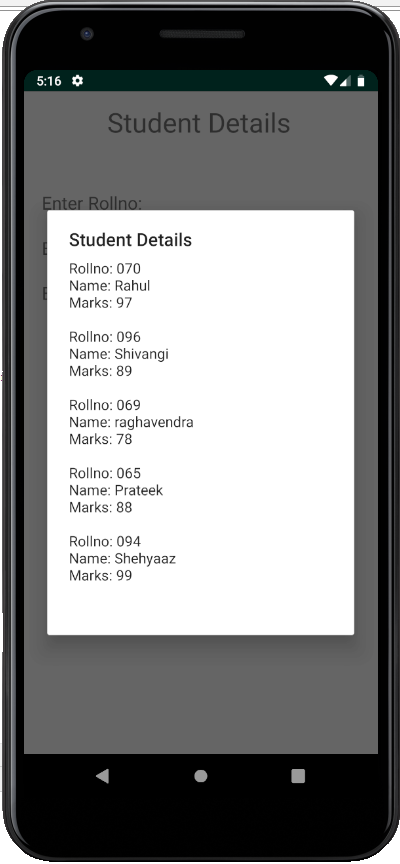 5:16
Student Details
Enter Rollno:
Student Details
Rollno: 070
Name: Rahul
Marks: 97
Rollno: 096
Name: Shivangi
Marks: 89
Rollno: 069
Name: raghavendra
Marks: 78
Rollno: 065
Name: Prateek
Marks: 88
Rollno: 094
Name: Shehyaaz
Marks: 99